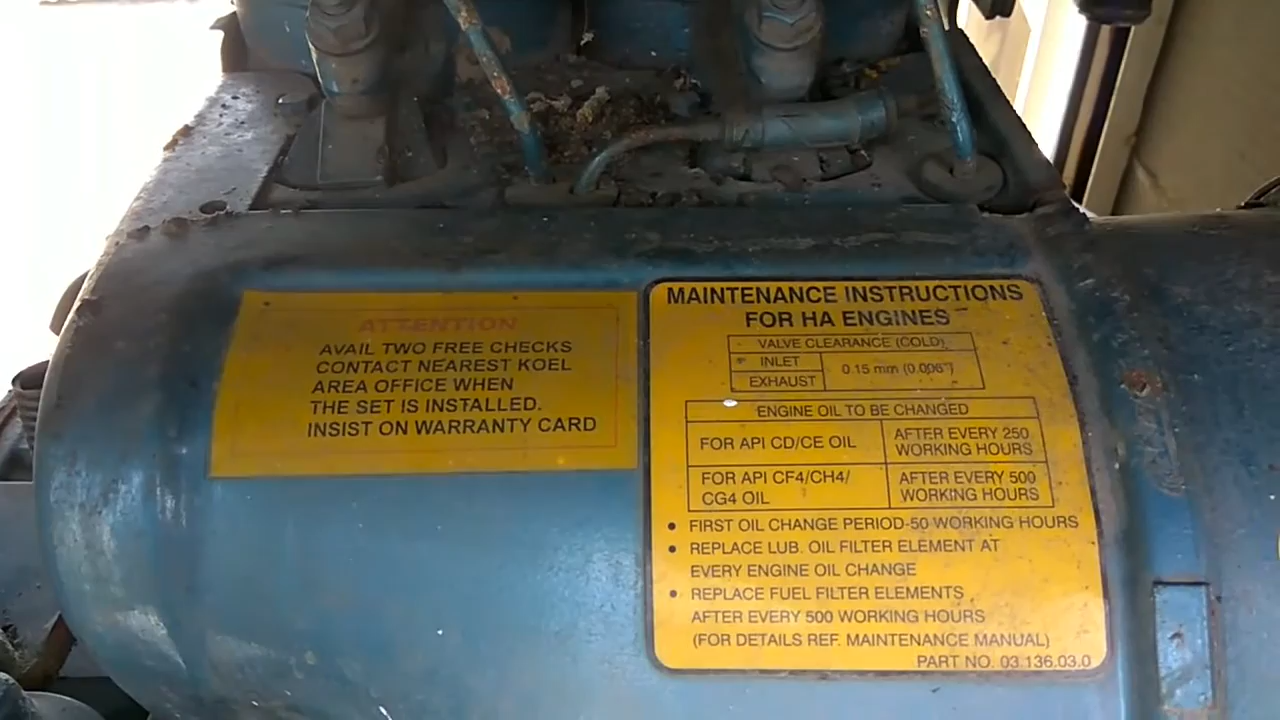 ATTENTION
AVAIL TWO FREE CHECKS
CONTACT NEAREST KOEL
AREA OFFICE WHEN
THE SET IS INSTALLED.
INSIST ON WARRANTY CARD
MAINTENANCE INSTRUCTIONS
FOR HA ENGINES
VALVE CLEARANCE (COLD)
INLET
0.15 mm (0.006")
EXHAUST
ENGINE OIL TO BE CHANGED
FOR API CD/CE OIL
AFTER EVERY 250
WORKING HOURS
FOR API CF4/CH4/
CG4 OIL
AFTER EVERY 500
WORKING HOURS
• FIRST OIL CHANGE PERIOD-50 WORKING HOURS
• REPLACE LUB. OIL FILTER ELEMENT AT
EVERY ENGINE OIL CHANGE
• REPLACE FUEL FILTER ELEMENTS
AFTER EVERY 500 WORKING HOURS
(FOR DETAILS REF. MAINTENANCE MANUAL)
PART NO. 03.136.03.0